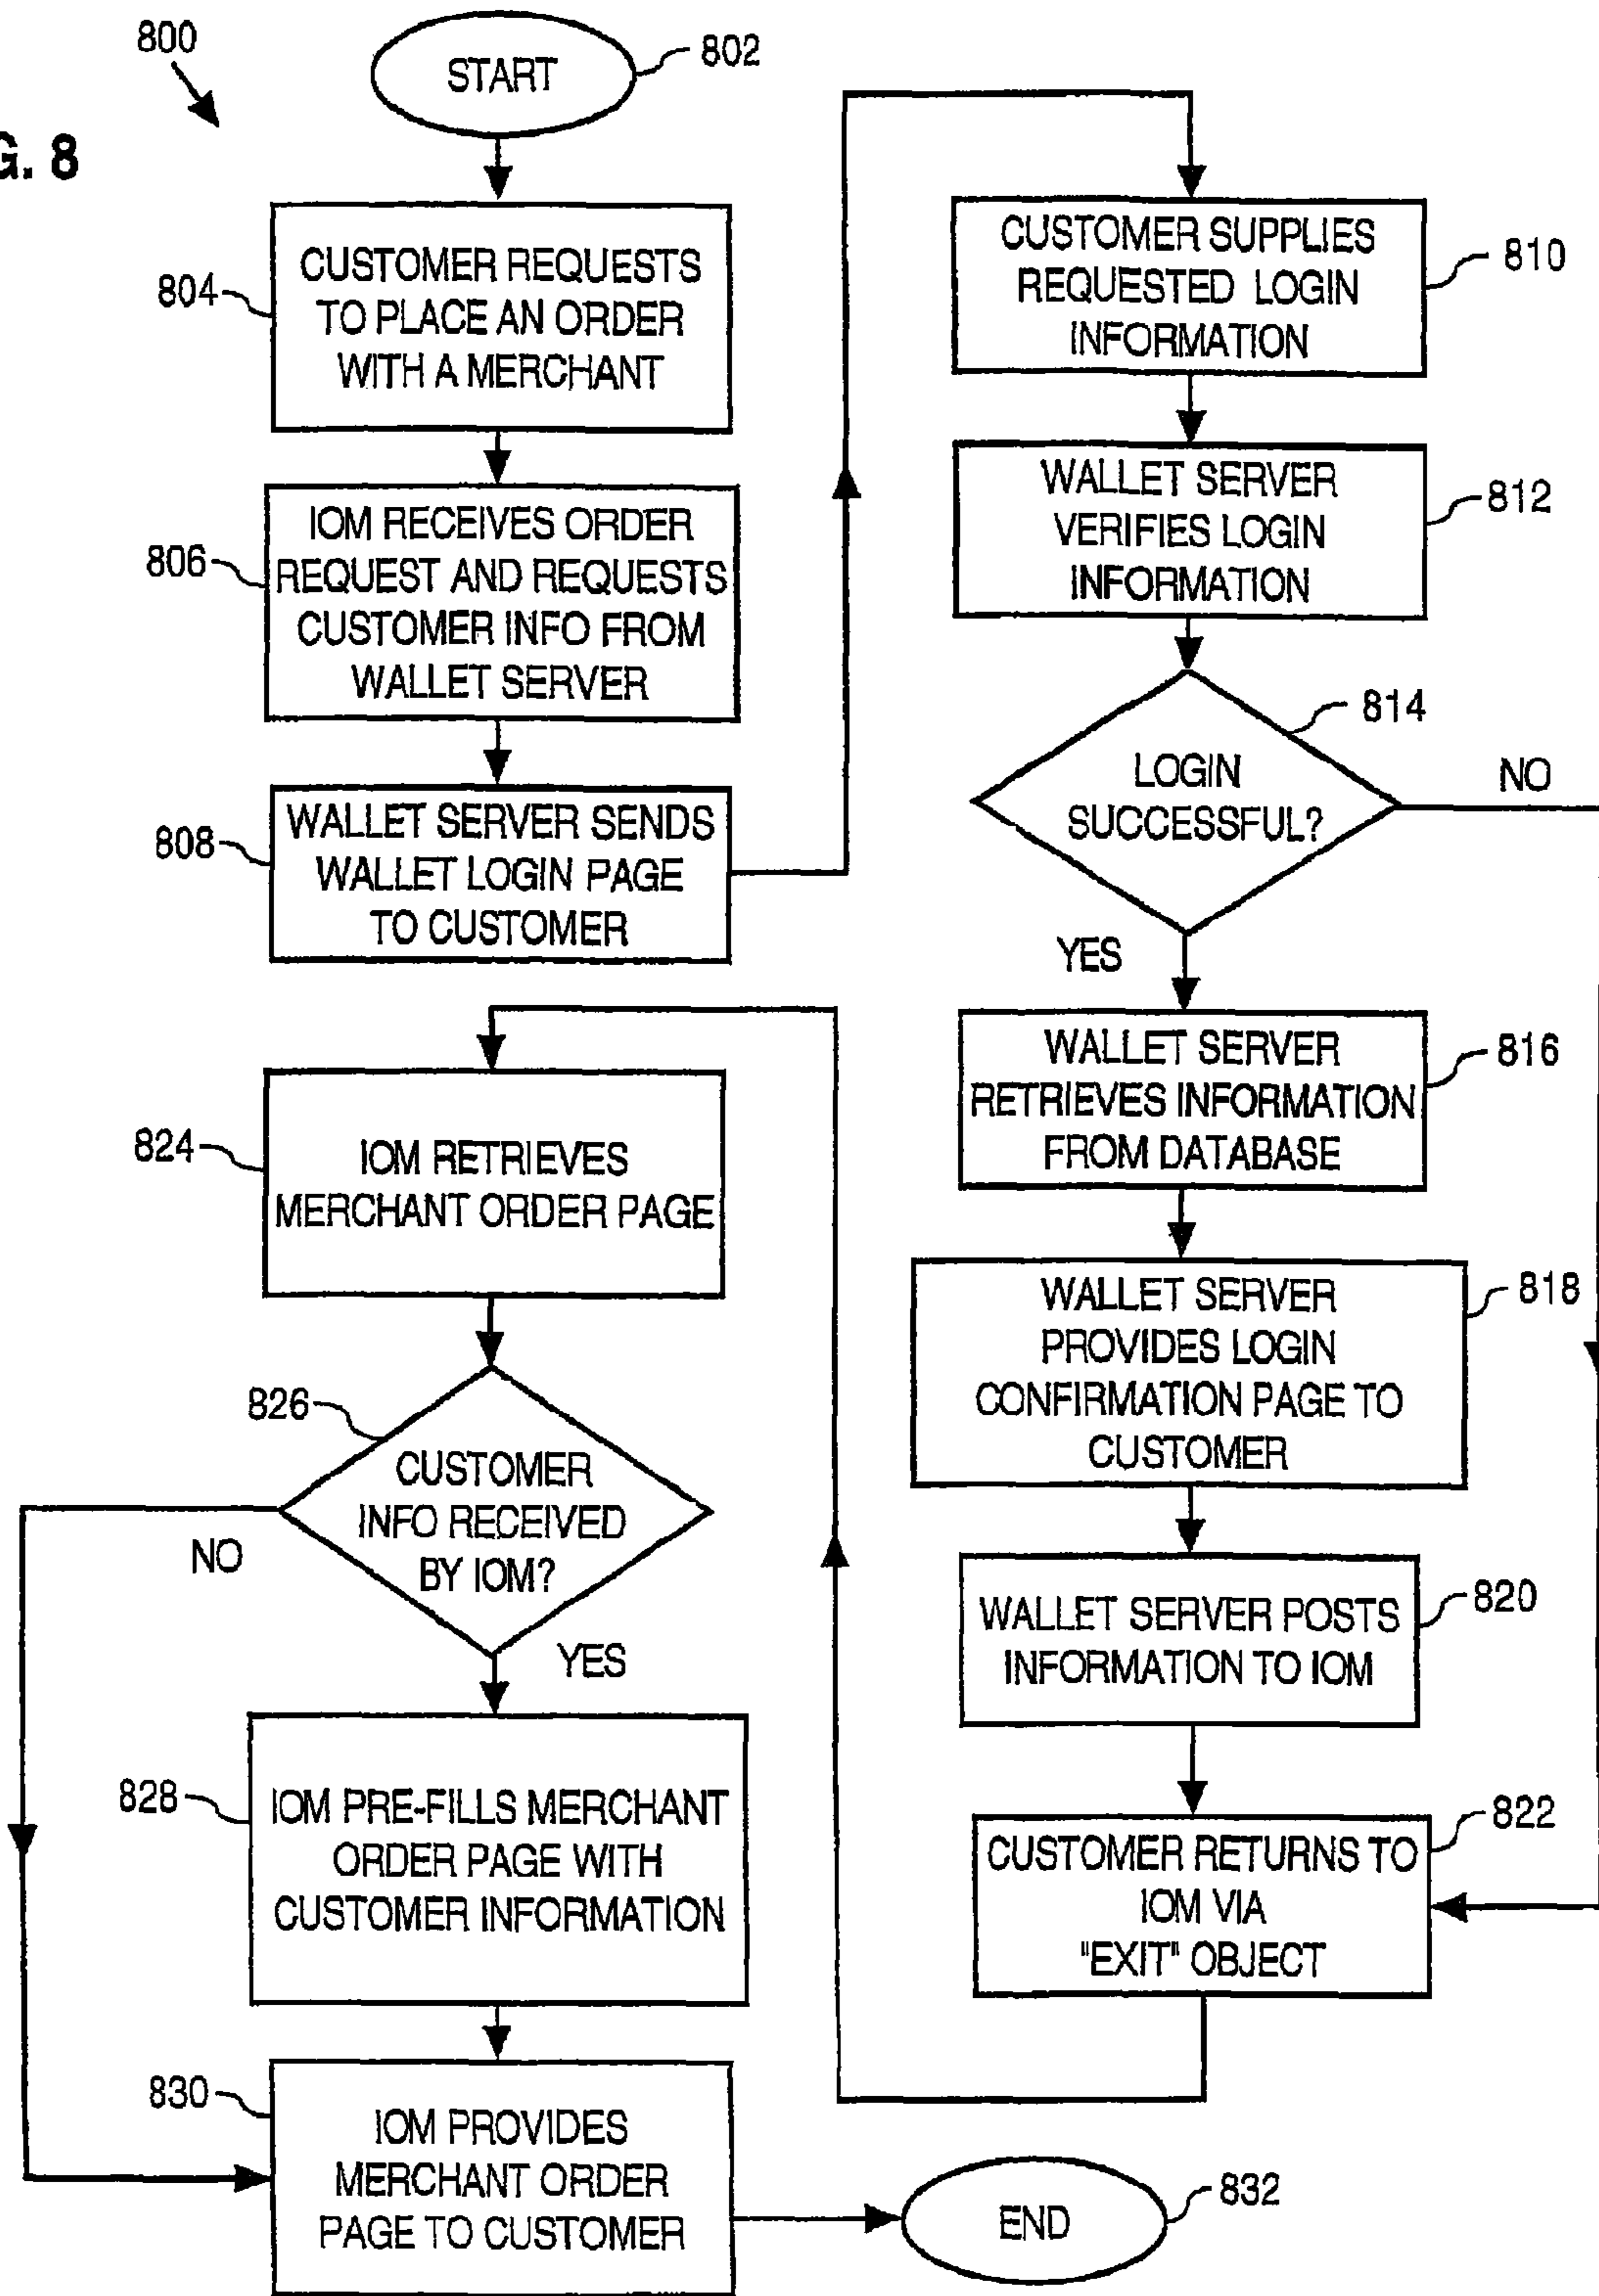 800
G. 8
START
802
804
CUSTOMER REQUESTS
TO PLACE AN ORDER
WITH A MERCHANT
806
IOM RECEIVES ORDER
REQUEST AND REQUESTS
CUSTOMER INFO FROM
WALLET SERVER
808
WALLET SERVER SENDS
WALLET LOGIN PAGE
TO CUSTOMER
CUSTOMER SUPPLIES
REQUESTED LOGIN
INFORMATION
810
WALLET SERVER
VERIFIES LOGIN
INFORMATION
812
LOGIN
SUCCESSFUL?
814
NO
YES
WALLET SERVER
RETRIEVES INFORMATION
FROM DATABASE
816
WALLET SERVER
PROVIDES LOGIN
CONFIRMATION PAGE TO
CUSTOMER
818
WALLET SERVER POSTS
INFORMATION TO IOM
820
CUSTOMER RETURNS TO
IOM VIA
"EXIT" OBJECT
822
824
IOM RETRIEVES
MERCHANT ORDER PAGE
826
CUSTOMER
INFO RECEIVED
BY IOM?
NO
YES
828
IOM PRE-FILLS MERCHANT
ORDER PAGE WITH
CUSTOMER INFORMATION
830
IOM PROVIDES
MERCHANT ORDER
PAGE TO CUSTOMER
END
832